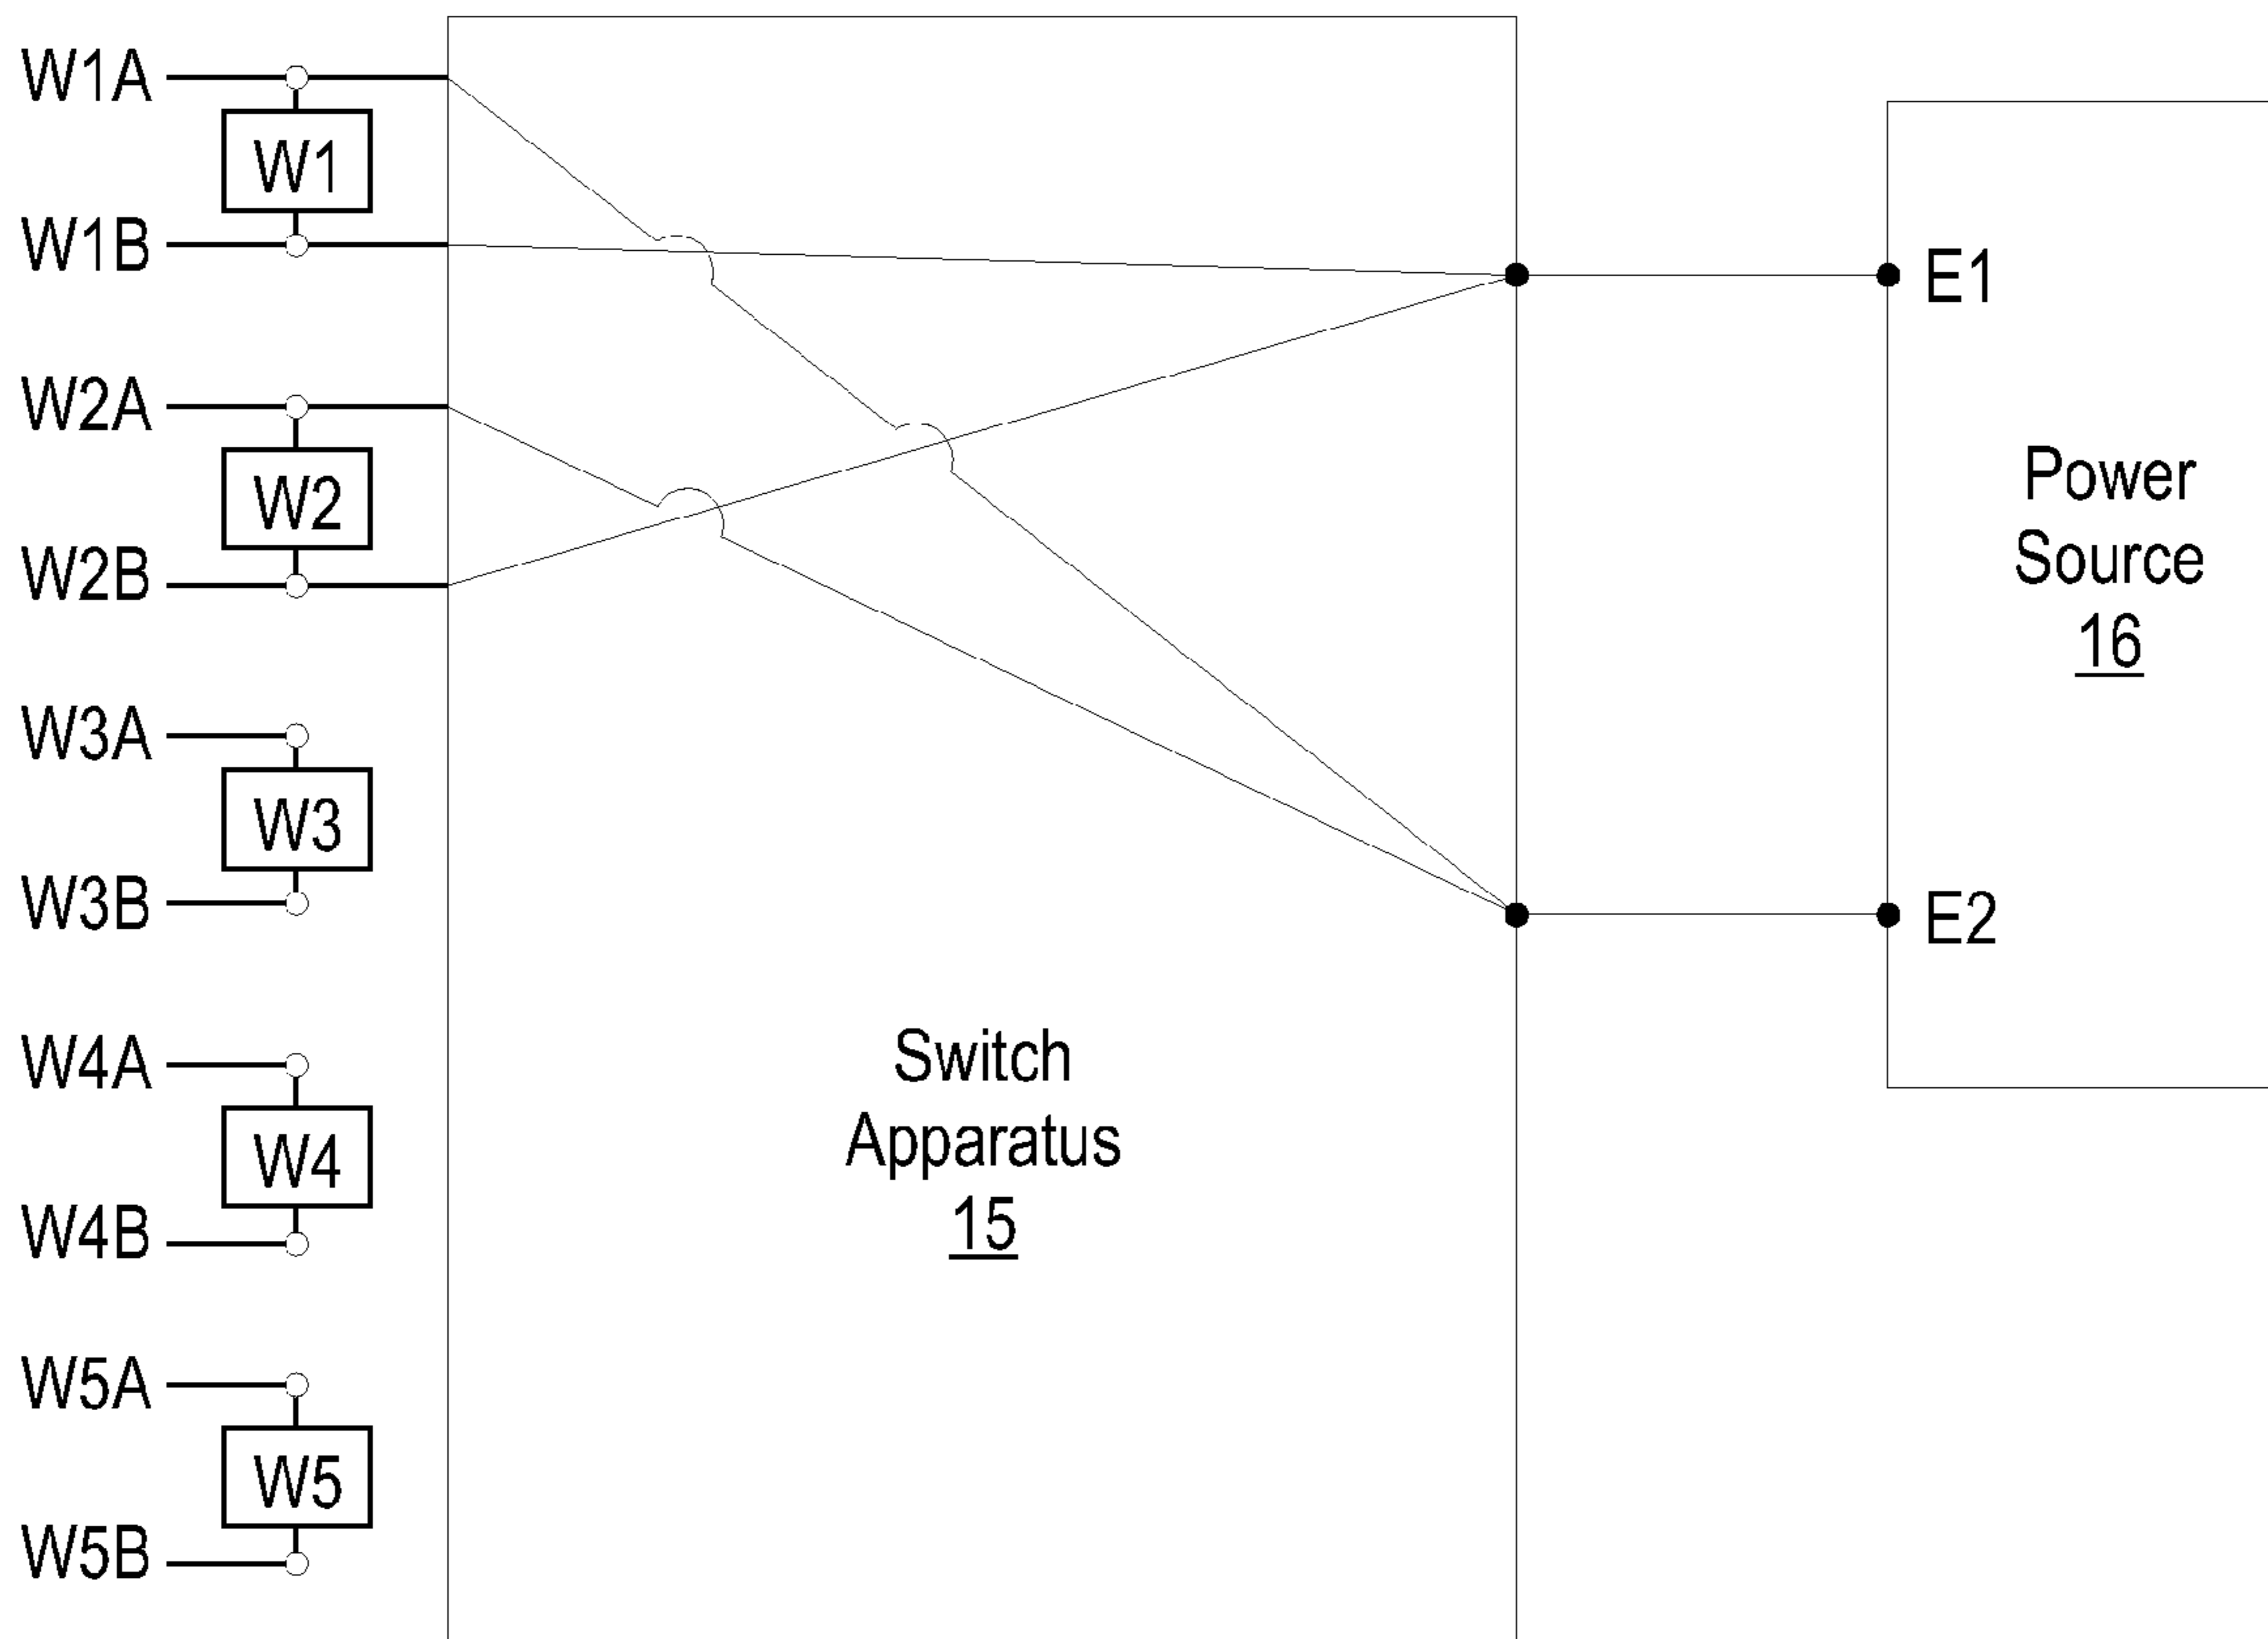 W1A
W1
W1B
W2A
W2
W2B
W3A
W3
W3B
W4A
W4
W4B
W5A
W5
W5B
Switch
Apparatus
15
E1
Power
Source
16
E2